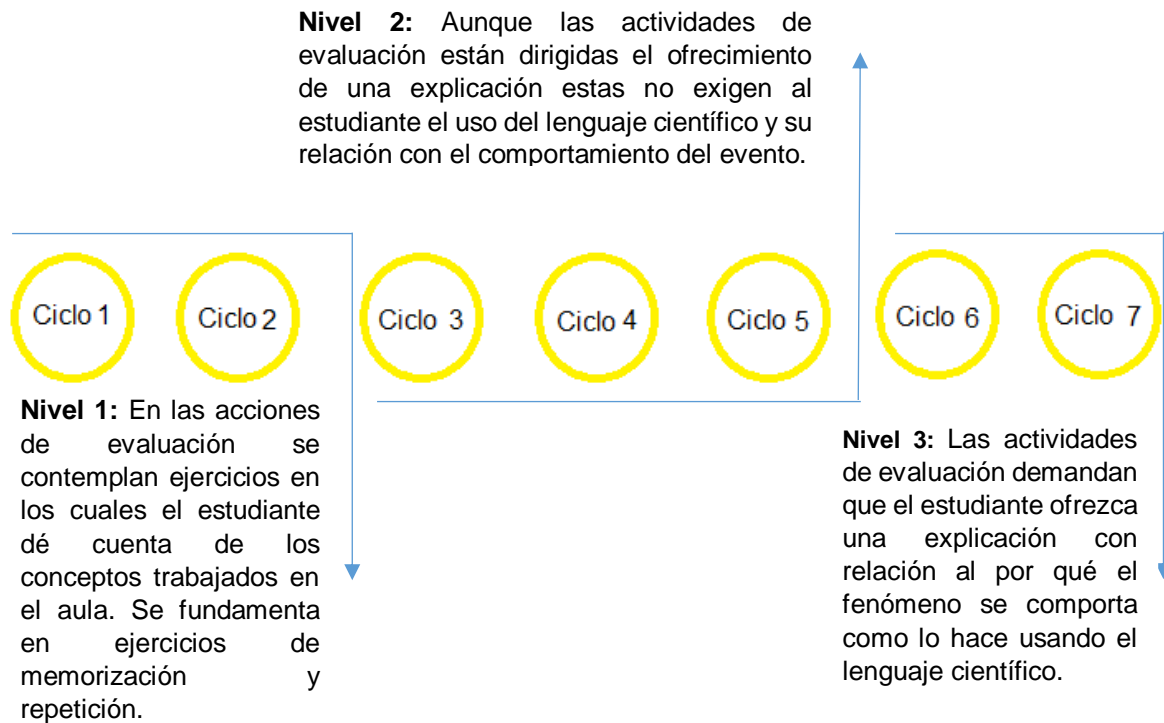 Nivel 2: Aunque las actividades de
evaluación están dirigidas el ofrecimiento
de una explicación estas no exigen al
estudiante el uso del lenguaje científico y su
relación con el comportamiento del evento.
Ciclo 1
Ciclo 2
Ciclo 3
Ciclo 4
Ciclo 5
Ciclo 6
Ciclo 7
Nivel 1: En las acciones
de evaluación se
contemplan ejercicios en
los cuales el estudiante
dé cuenta de los
conceptos trabajados en
el aula. Se fundamenta
en ejercicios de
memorización y
repetición.
Nivel 3: Las actividades
de evaluación demandan
que el estudiante ofrezca
una explicación con
relación al por qué el
fenómeno se comporta
como lo hace usando el
lenguaje científico.